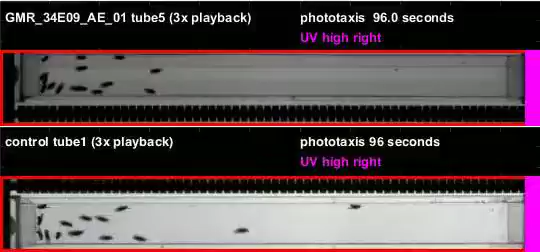 GMR_34E09_AE_01 tube5 (3x playback)
phototaxis 96.0 seconds
UV high right
control tube1 (3x playback)
phototaxis 96 seconds
UV high right